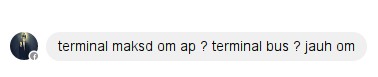 terminal maksd om ap ? terminal bus ? jauh om